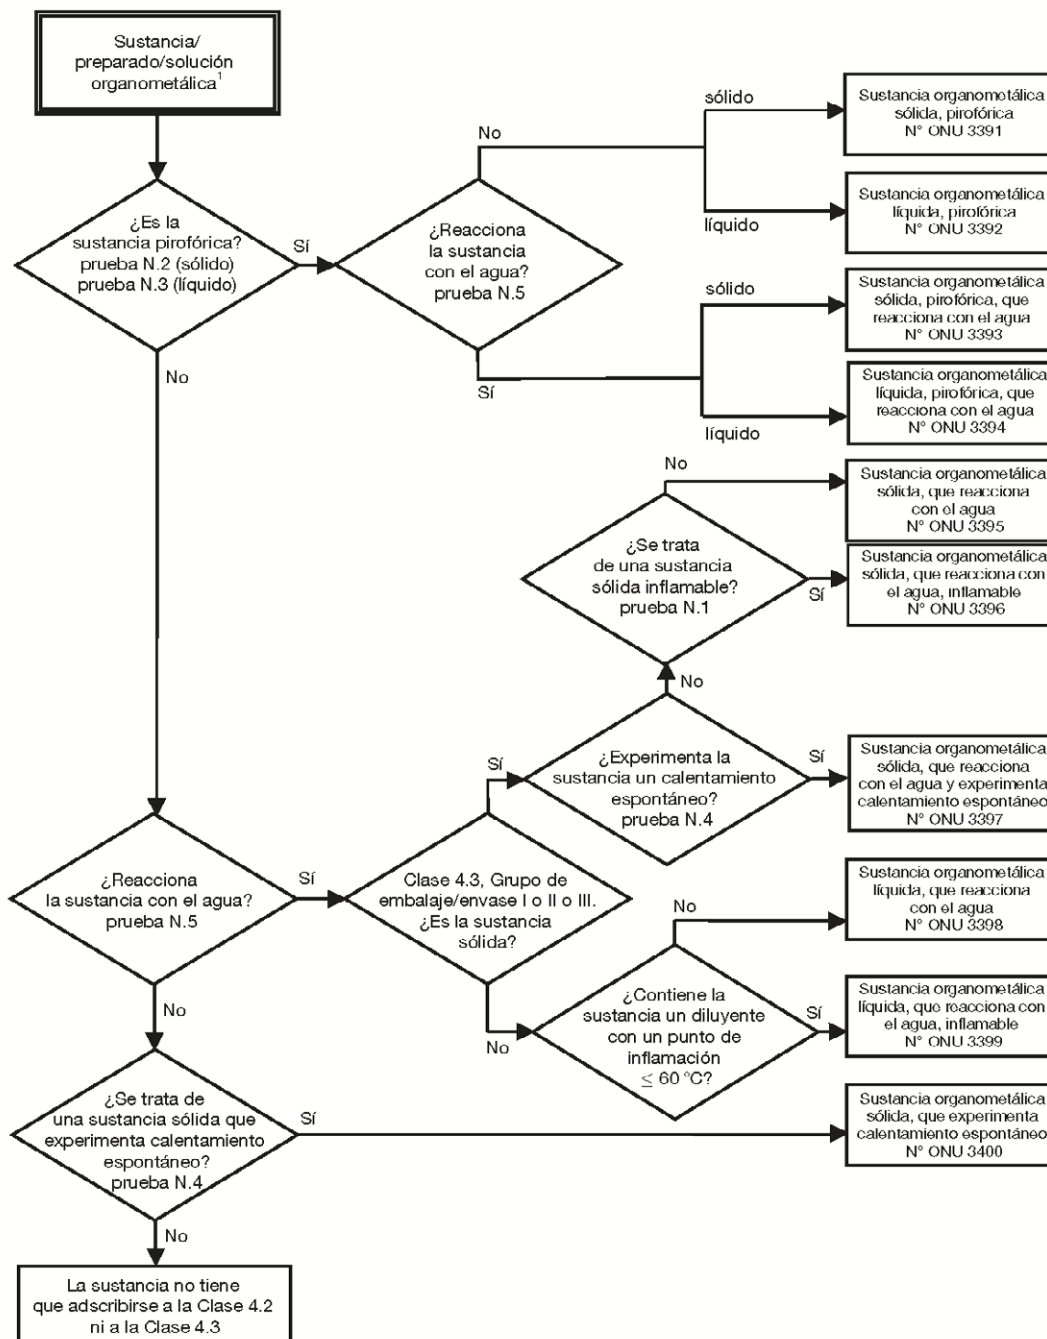 Sustancia/
preparado/solución
organometálica1
¿Es la
sustancia pirofórica?
prueba N.2 (sólido)
prueba N.3 (líquido)
Sí
No
¿Reacciona
la sustancia
con el agua?
prueba N.5
No
sólido
líquido
Sustancia organometálica
sólida, pirofórica
N° ONU 3391
Sustancia organometálica
líquida, pirofórica
N° ONU 3392
Sí
sólido
líquido
Sustancia organometálica
sólida, pirofórica, que
reacciona con el agua
N° ONU 3393
Sustancia organometálica
líquida, pirofórica, que
reacciona con el agua
N° ONU 3394
No
Sustancia organometálica
sólida, que reacciona
con el agua
N° ONU 3395
¿Se trata
de una sustancia
sólida inflamable?
prueba N.1
Sí
Sustancia organometálica
sólida, que reacciona con
el agua, inflamable
N° ONU 3396
No
¿Experimenta la
sustancia un calentamiento
espontáneo?
prueba N.4
Sí
Sí
Sustancia organometálica
sólida, que reacciona
con el agua y experimenta
calentamiento espontáneo
N° ONU 3397
¿Reacciona
la sustancia con el agua?
prueba N.5
Sí
Clase 4.3, Grupo de
embalaje/envase I o II o III.
¿Es la sustancia
sólida?
No
Sustancia organometálica
líquida, que reacciona
con el agua
N° ONU 3398
No
No
¿Contiene la
sustancia un diluyente
con un punto de
inflamación
≤ 60 °C?
Sí
Sustancia organometálica
líquida, que reacciona con
el agua, inflamable
N° ONU 3399
¿Se trata de
una sustancia sólida que
experimenta calentamiento
espontáneo?
prueba N.4
Sí
Sustancia organometálica
sólida, que experimenta
calentamiento espontáneo
N° ONU 3400
No
La sustancia no tiene
que adscribirse a la Clase 4.2
ni a la Clase 4.3